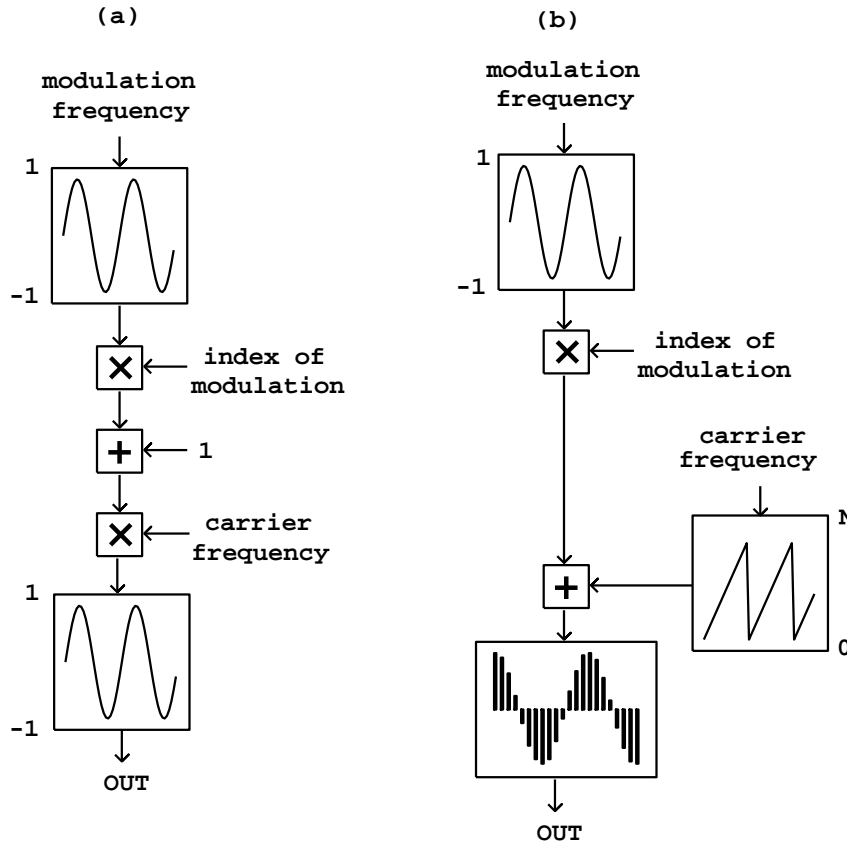 (a)
modulation
frequency
1
-1
index of
modulation
1
carrier
frequency
1
-1
OUT
(b)
modulation
frequency
1
-1
index of
modulation
carrier
frequency
N
0
OUT